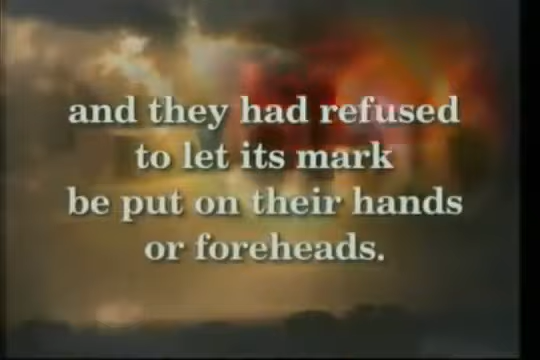 and they had refused
to let its mark
be put on their hands
or foreheads.